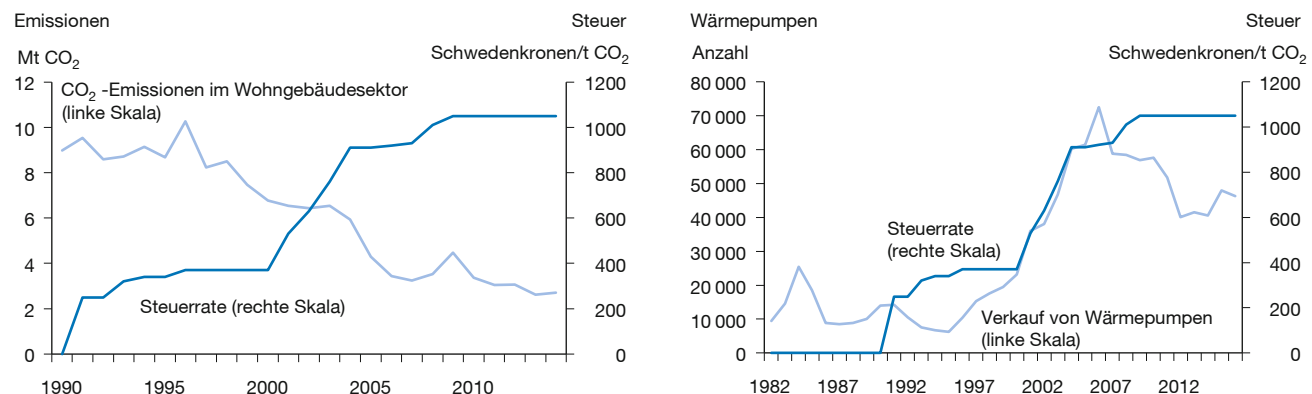 Emissionen
Steuer
Mt CO₂
Schwedenkronen/t CO₂
12
1200
CO₂ -Emissionen im Wohngebäudesektor
(linke Skala)
10
1000
8
800
6
600
4
400
Steuerrate (rechte Skala)
2
200
0
0
1990
1995
2000
2005
2010
Wärmepumpen
Steuer
Anzahl
Schwedenkronen/t CO₂
80 000
1200
70 000
1000
60 000
50 000
800
40 000
600
Steuerrate
(rechte Skala)
30 000
400
20 000
Verkauf von Wärmepumpen
(linke Skala)
10 000
200
0
0
1982
1987
1992
1997
2002
2007
2012